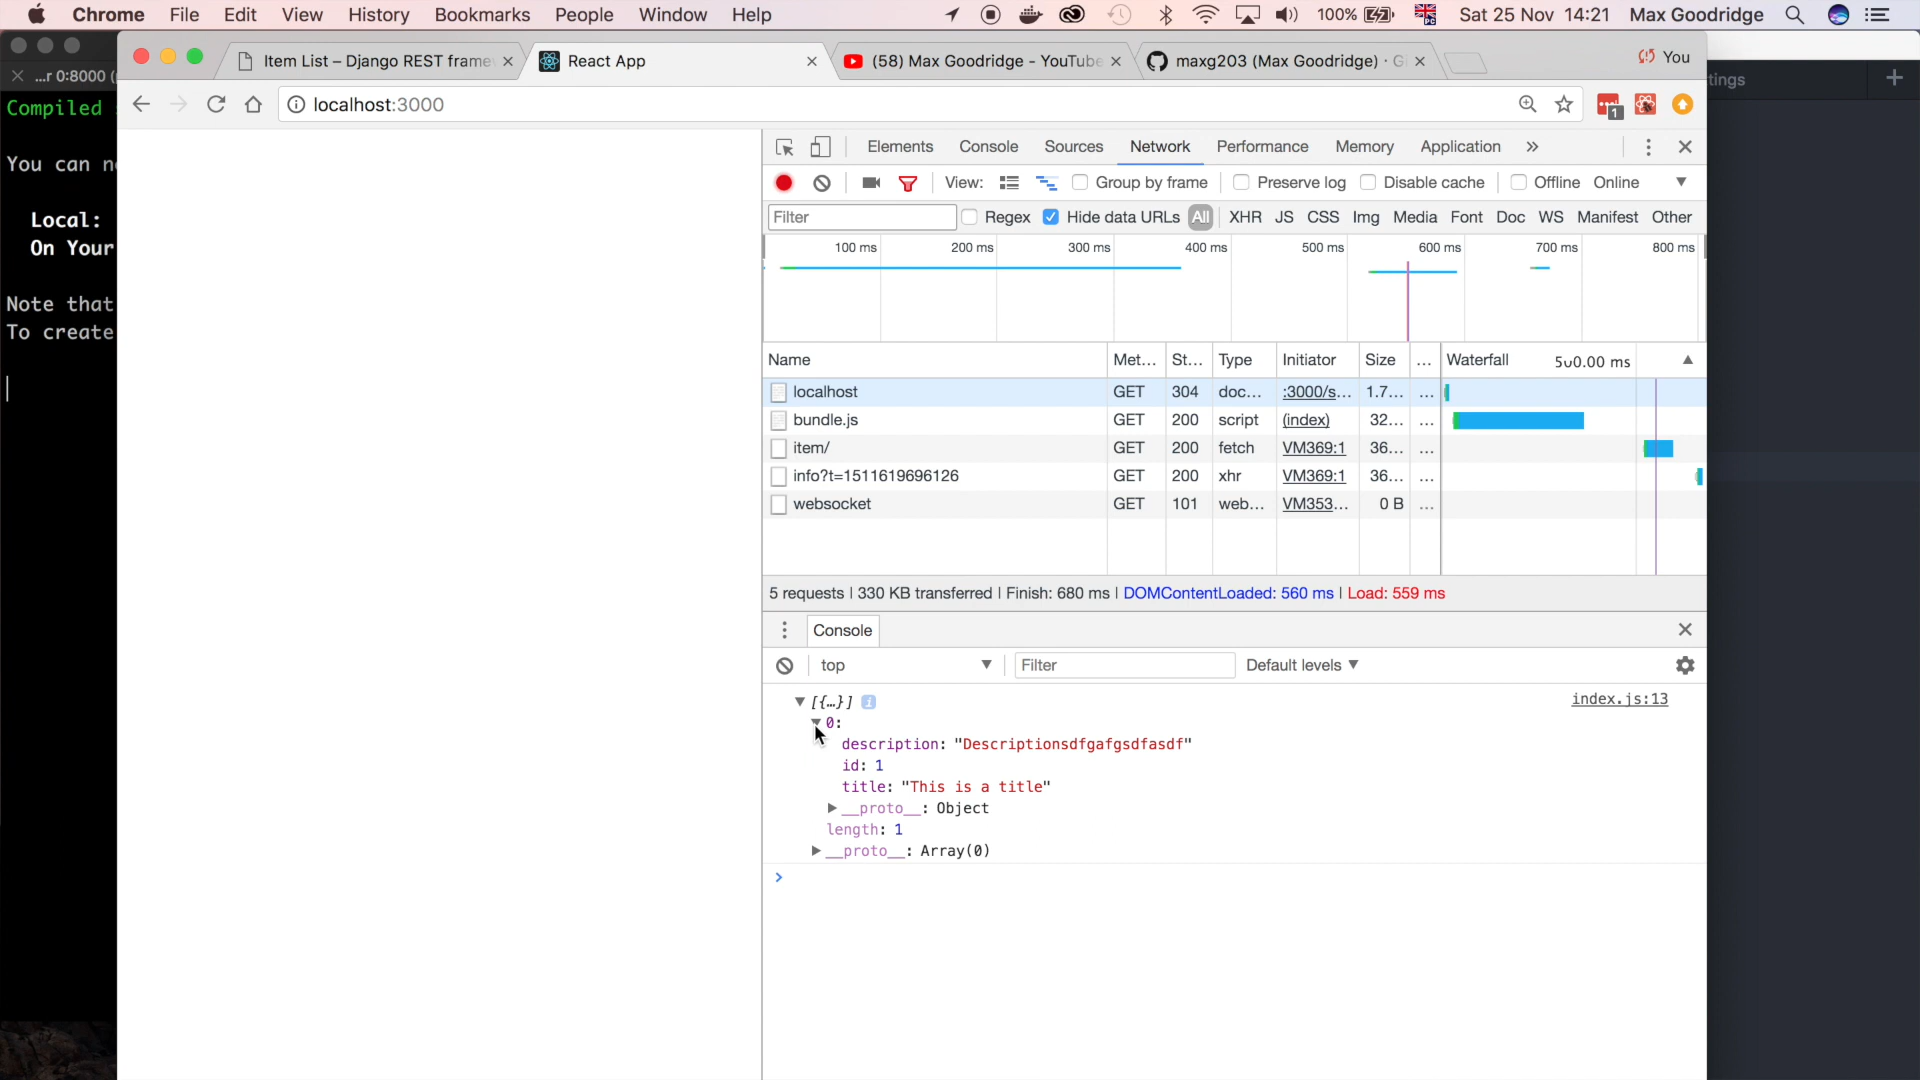 Chrome File Edit View History Bookmarks People Window Help 100% Sat 25 Nov 14:21 Max Goodridge
...r 0:8000 (
Item List – Django REST frame
React App
(58) Max Goodridge - YouTube
maxg203 (Max Goodridge) · G
You
tings
localhost:3000
1
Compiled
You can n
Local:
On Your
Note that
To create
Elements Console Sources Network Performance Memory Application »
View: Group by frame Preserve log Disable cache Offline Online
Filter Regex Hide data URLs All XHR JS CSS Img Media Font Doc WS Manifest Other
100 ms 200 ms 300 ms 400 ms 500 ms 600 ms 700 ms 800 ms
Name Met... St... Type Initiator Size ... Waterfall 500.00 ms
localhost GET 304 doc... :3000/s... 1.7... ...
bundle.js GET 200 script (index) 32... ...
item/ GET 200 fetch VM369:1 36... ...
info?t=1511619696126 GET 200 xhr VM369:1 36... ...
websocket GET 101 web... VM353... 0 B ...
5 requests | 330 KB transferred | Finish: 680 ms | DOMContentLoaded: 560 ms | Load: 559 ms
Console
top Filter Default levels
[{…}] i index.js:13
0:
description: "Descriptionsdfgafgsdfasdf"
id: 1
title: "This is a title"
__proto__: Object
length: 1
__proto__: Array(0)